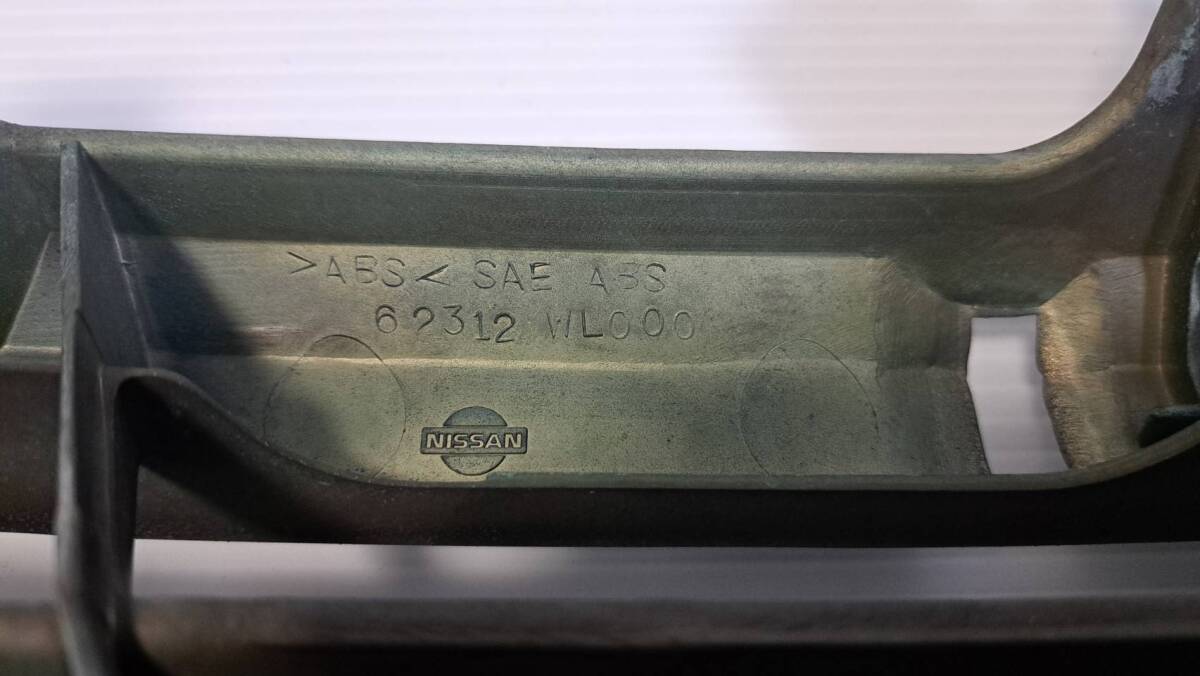 >ABS< SAE ABS
62312 WL000
NISSAN